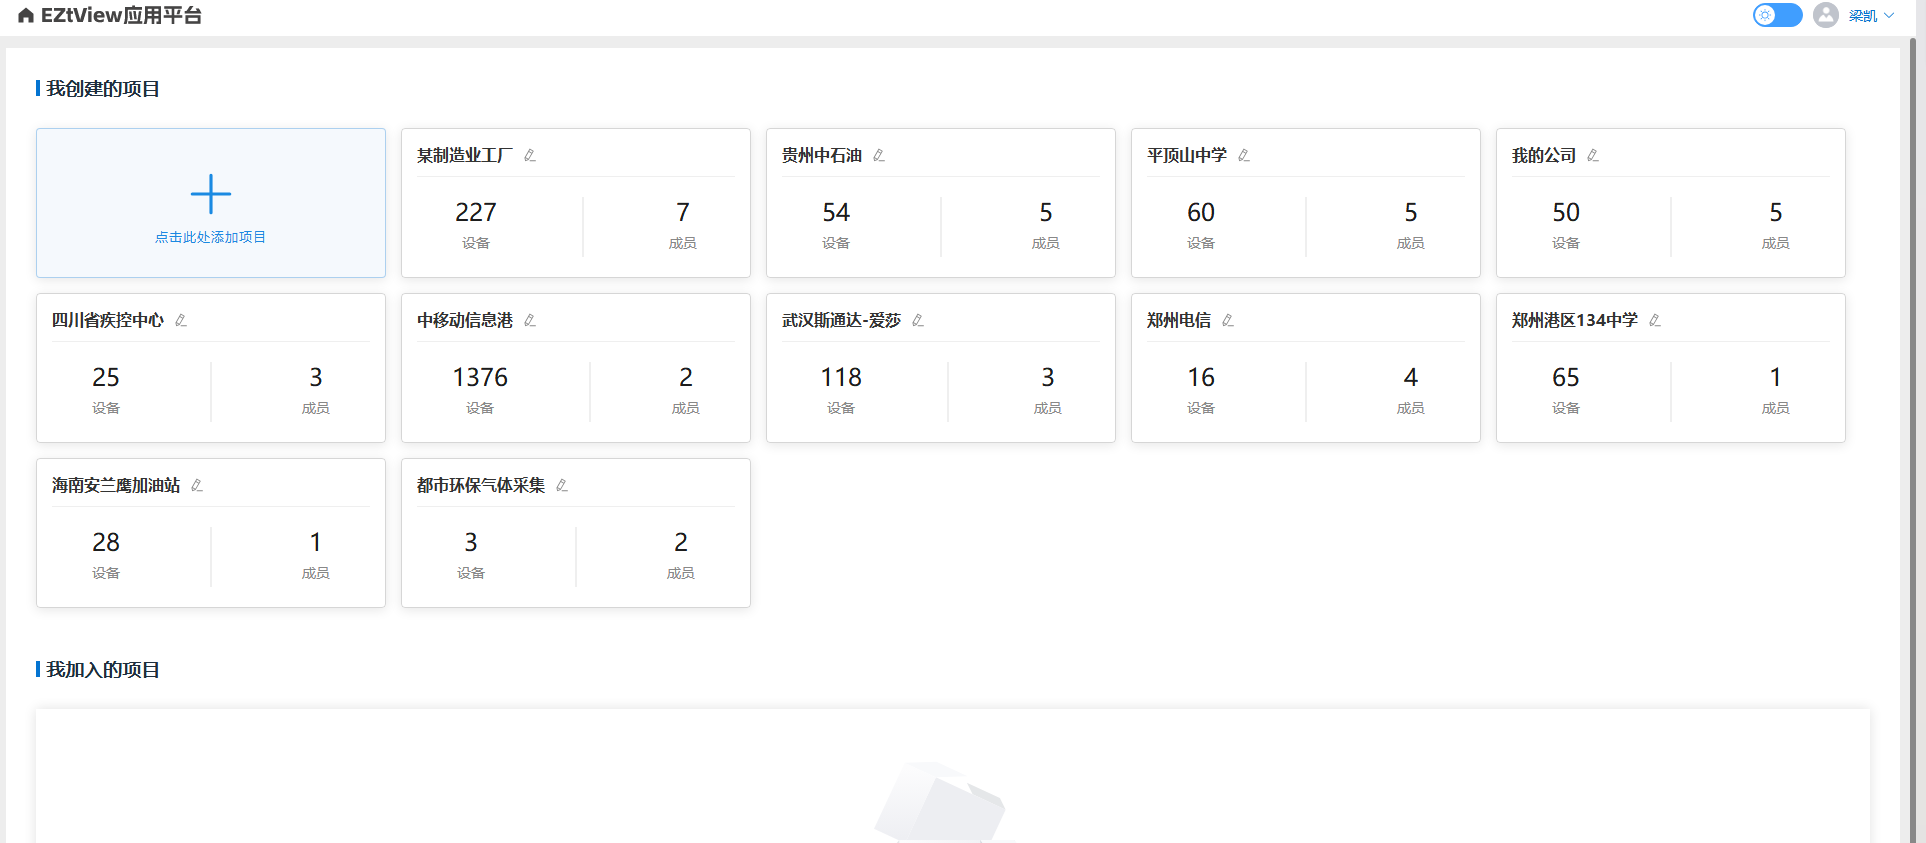 EZtView应用平台
梁凯
我创建的项目
点击此处添加项目
某制造业工厂
227
设备
7
成员
贵州中石油
54
设备
5
成员
平顶山中学
60
设备
5
成员
我的公司
50
设备
5
成员
四川省疾控中心
25
设备
3
成员
中移动信息港
1376
设备
2
成员
武汉斯通达-爱莎
118
设备
3
成员
郑州电信
16
设备
4
成员
郑州港区134中学
65
设备
1
成员
海南安兰鹰加油站
28
设备
1
成员
都市环保气体采集
3
设备
2
成员
我加入的项目